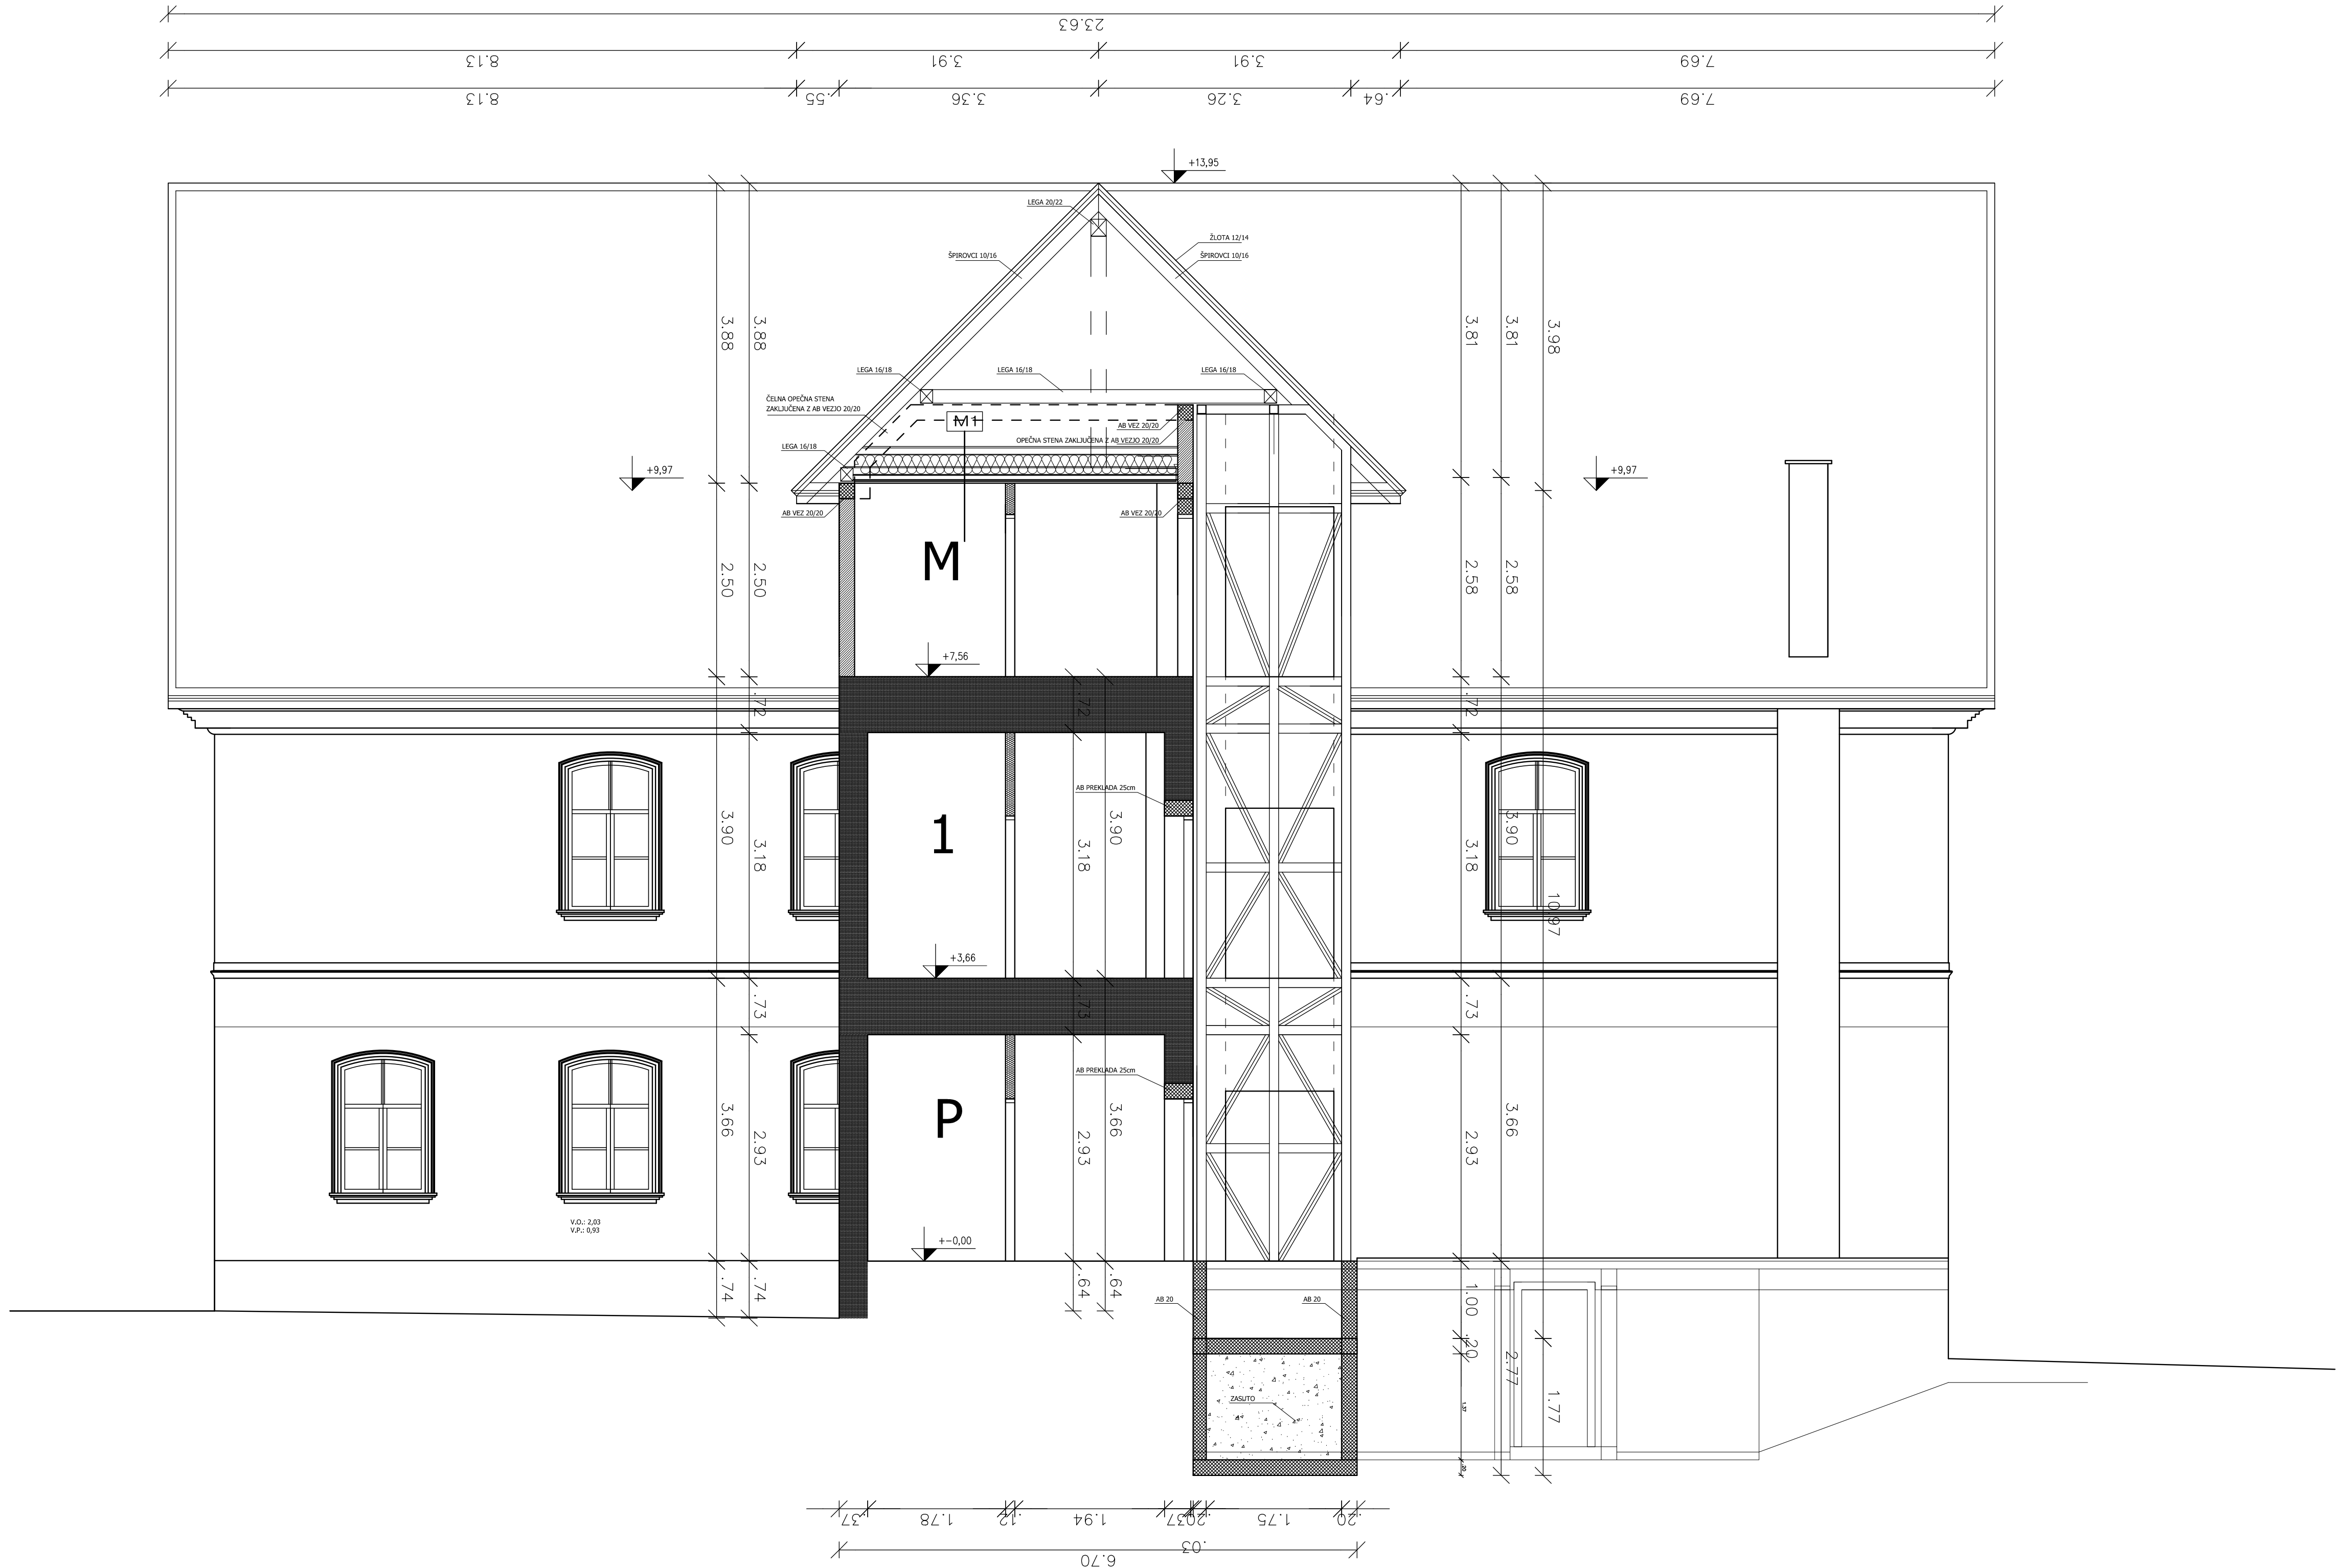 23.63
8.13
3.91
3.91
7.69
8.13
.55
3.36
3.26
.64
7.69
+13,95
LEGA 20/22
ŽLOTA 12/14
ŠPIROVCI 10/16
ŠPIROVCI 10/16
3.88
3.88
3.81
3.81
3.98
LEGA 16/18
LEGA 16/18
LEGA 16/18
ČELNA OPEČNA STENA
ZAKLJUČENA Z AB VEZJO 20/20
M1
AB VEZ 20/20
OPEČNA STENA ZAKLJUČENA Z AB VEZJO 20/20
LEGA 16/18
+9,97
+9,97
AB VEZ 20/20
AB VEZ 20/20
M
2.50
2.50
2.58
2.58
+7,56
.72
.72
.72
AB PREKLADA 25cm
1
3.90
3.18
3.18
3.90
3.18
3.90
10.97
+3,66
.73
.73
.73
AB PREKLADA 25cm
P
3.66
2.93
2.93
3.66
2.93
3.66
V.O.: 2,03
V.P.: 0,93
+-0,00
.74
.74
.64
.64
1.00
AB 20
AB 20
.20
2.77
1.77
1.37
ZASUTO
.20
.37
1.78
.12
1.94
.37
.20
1.75
.20
.03
6.70